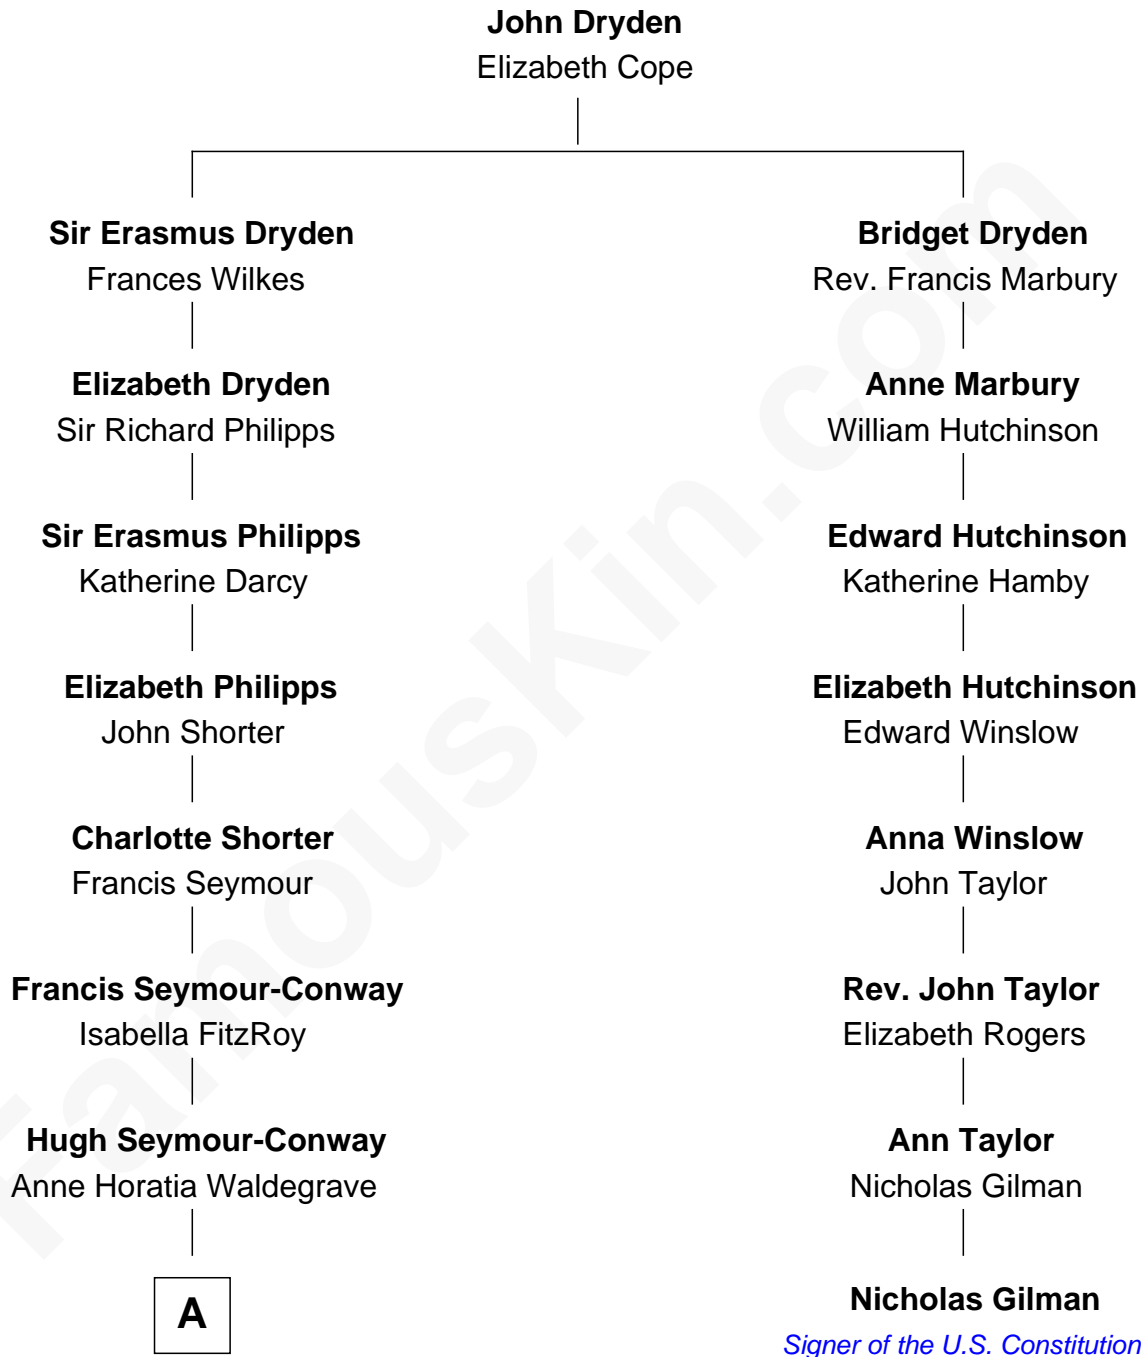 John Dryden
Elizabeth Cope
Sir Erasmus Dryden
Frances Wilkes
Bridget Dryden
Rev. Francis Marbury
Elizabeth Dryden
Sir Richard Philipps
Anne Marbury
William Hutchinson
Sir Erasmus Philipps
Katherine Darcy
Edward Hutchinson
Katherine Hamby
Elizabeth Philipps
John Shorter
Elizabeth Hutchinson
Edward Winslow
Charlotte Shorter
Francis Seymour
Anna Winslow
John Taylor
Francis Seymour-Conway
Isabella FitzRoy
Rev. John Taylor
Elizabeth Rogers
Hugh Seymour-Conway
Anne Horatia Waldegrave
Ann Taylor
Nicholas Gilman
A
Nicholas Gilman
Signer of the U.S. Constitution
FamousKin.com